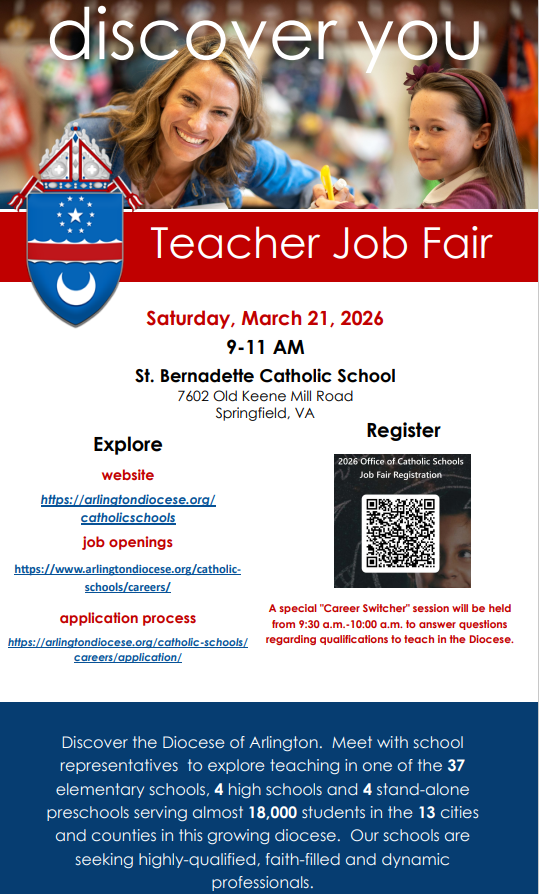 discover you
Teacher Job Fair
Saturday, March 21, 2026
9-11 AM
St. Bernadette Catholic School
7602 Old Keene Mill Road
Springfield, VA
Explore
website
https://arlingtondiocese.org/
catholicschools
job openings
https://www.arlingtondiocese.org/catholic-
schools/careers/
application process
https://arlingtondiocese.org/catholic-schools/
careers/application/
Register
2026 Office of Catholic Schools
Job Fair Registration
A special "Career Switcher" session will be held
from 9:30 a.m.-10:00 a.m. to answer questions
regarding qualifications to teach in the Diocese.
Discover the Diocese of Arlington. Meet with school
representatives to explore teaching in one of the 37
elementary schools, 4 high schools and 4 stand-alone
preschools serving almost 18,000 students in the 13 cities
and counties in this growing diocese. Our schools are
seeking highly-qualified, faith-filled and dynamic
professionals.